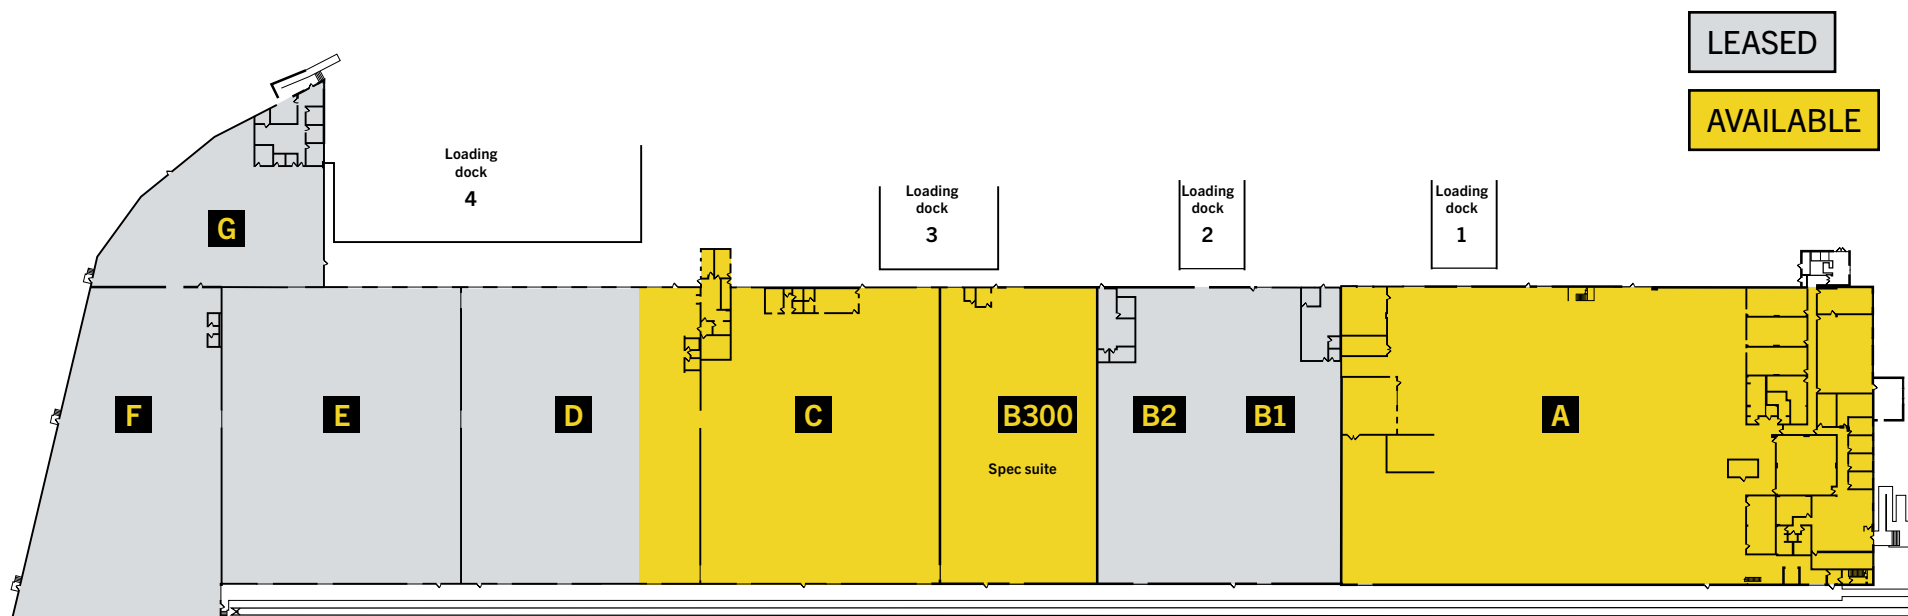 LEASED
AVAILABLE
Loading
dock
4
Loading
dock
3
Loading
dock
2
Loading
dock
1
G
F
E
D
C
B300
B2
B1
A
Spec suite